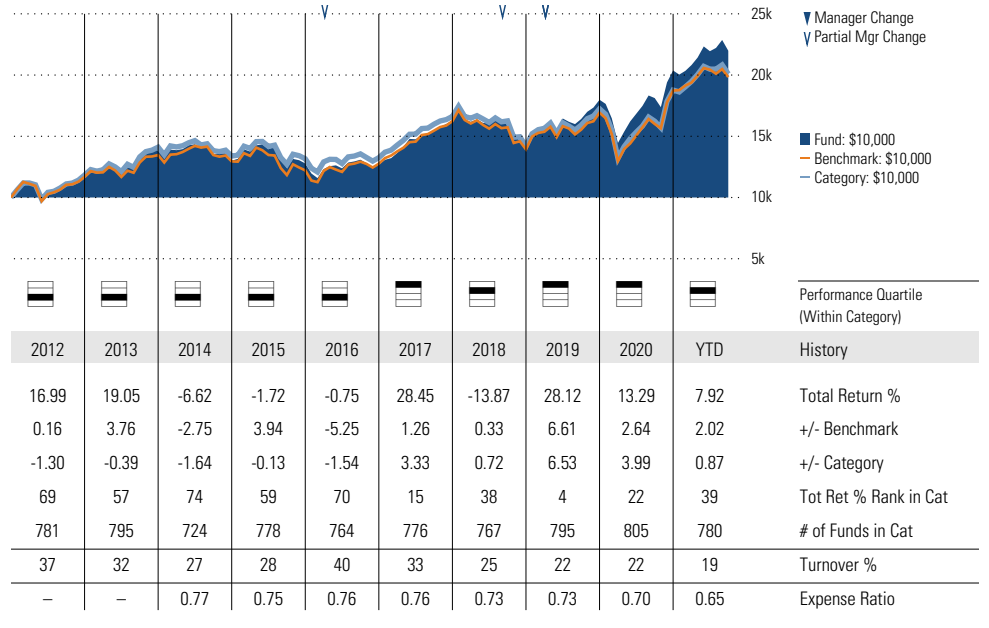 25k
Manager Change
Partial Mgr Change
20k
15k
Fund: $10,000
Benchmark: $10,000
Category: $10,000
10k
5k
Performance Quartile
(Within Category)
2012 2013 2014 2015 2016 2017 2018 2019 2020 YTD History
16.99 19.05 -6.62 -1.72 -0.75 28.45 -13.87 28.12 13.29 7.92 Total Return %
0.16 3.76 -2.75 3.94 -5.25 1.26 0.33 6.61 2.64 2.02 +/- Benchmark
-1.30 -0.39 -1.64 -0.13 -1.54 3.33 0.72 6.53 3.99 0.87 +/- Category
69 57 74 59 70 15 38 4 22 39 Tot Ret % Rank in Cat
781 795 724 778 764 776 767 795 805 780 # of Funds in Cat
37 32 27 28 40 33 25 22 22 19 Turnover %
– – 0.77 0.75 0.76 0.76 0.73 0.73 0.70 0.65 Expense Ratio